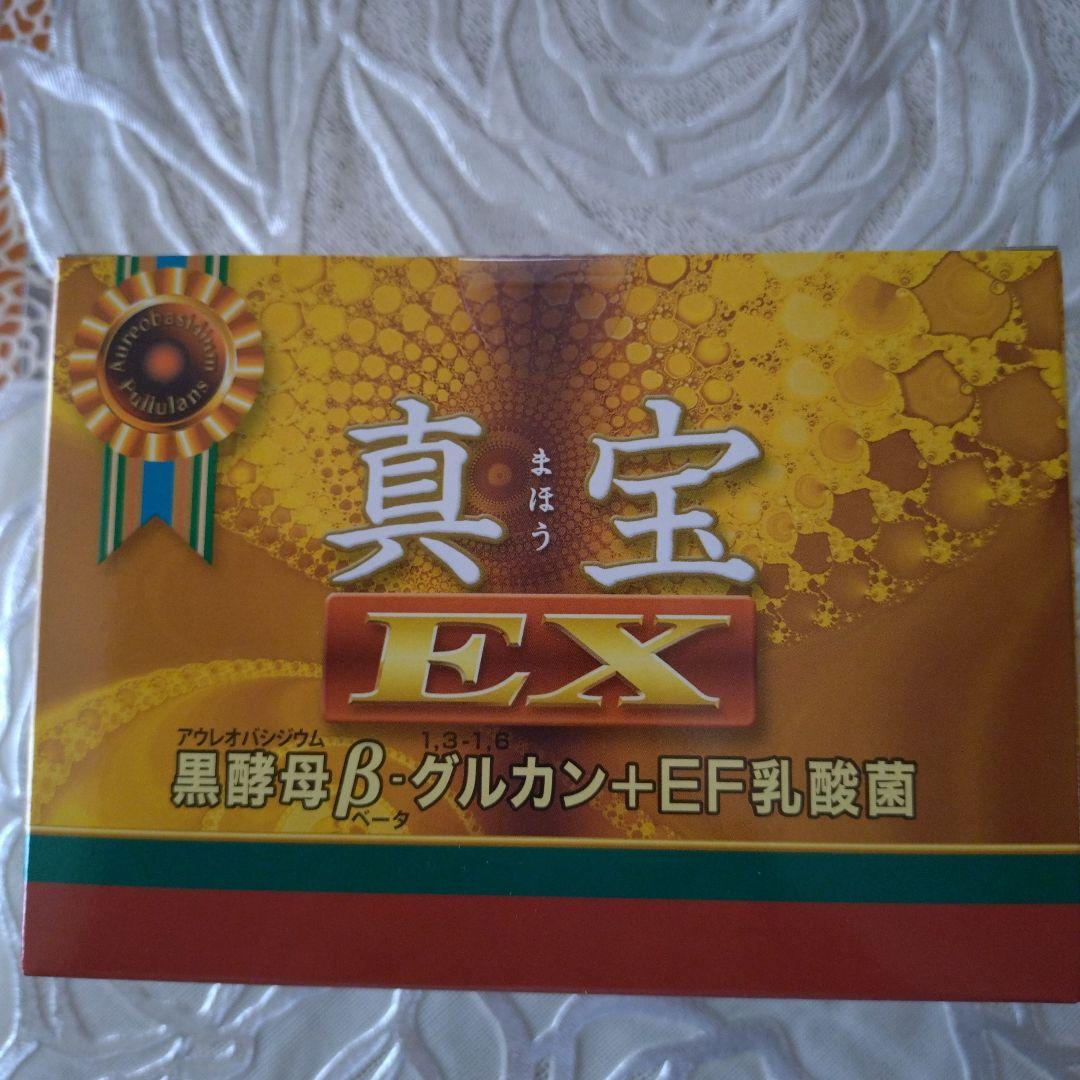 Aureobasidium
Pullulans
真宝
まほう
EX
アウレオバシジウム
1,3-1,6
黒酵母β-グルカン+EF乳酸菌
ベータ